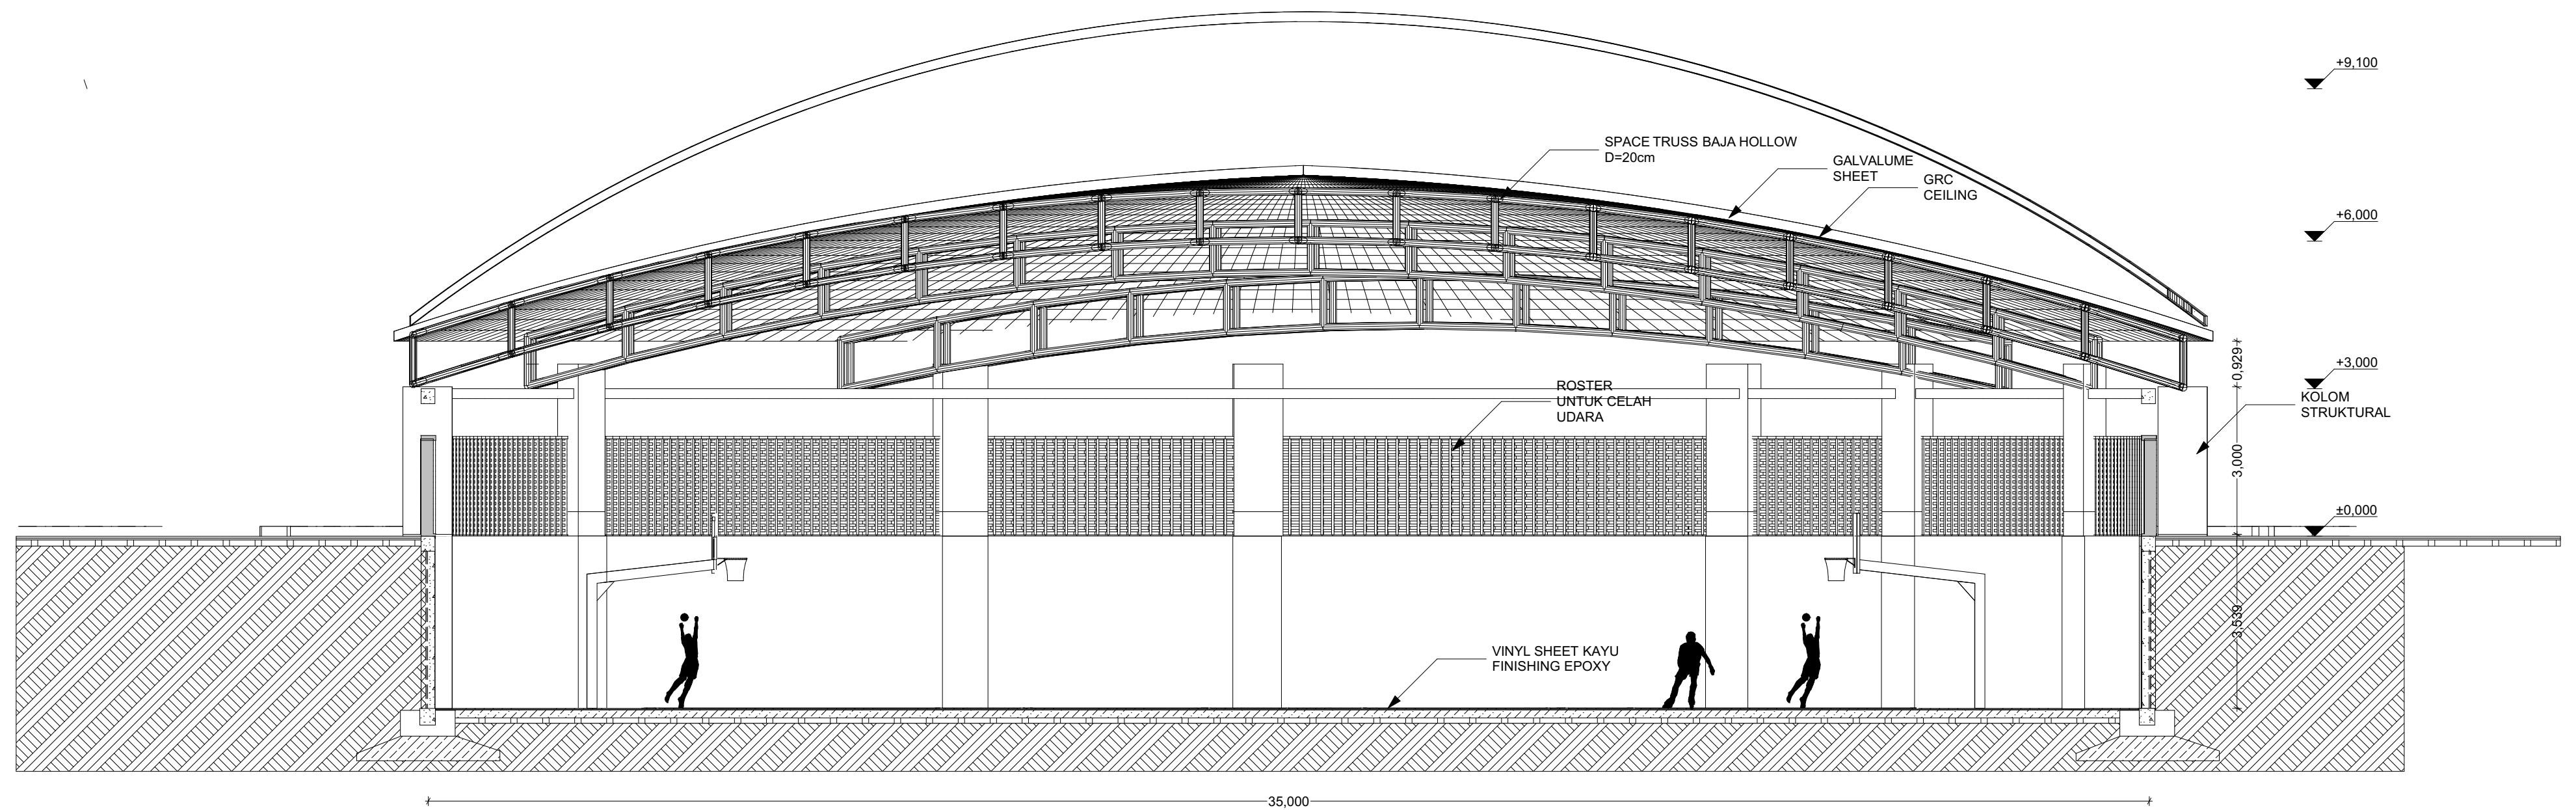 \
+9,100
SPACE TRUSS BAJA HOLLOW
D=20cm
GALVALUME
SHEET
GRC
CEILING
+6,000
0,929
+3,000
ROSTER
UNTUK CELAH
UDARA
KOLOM
STRUKTURAL
3,000
±0,000
3,539
VINYL SHEET KAYU
FINISHING EPOXY
35,000